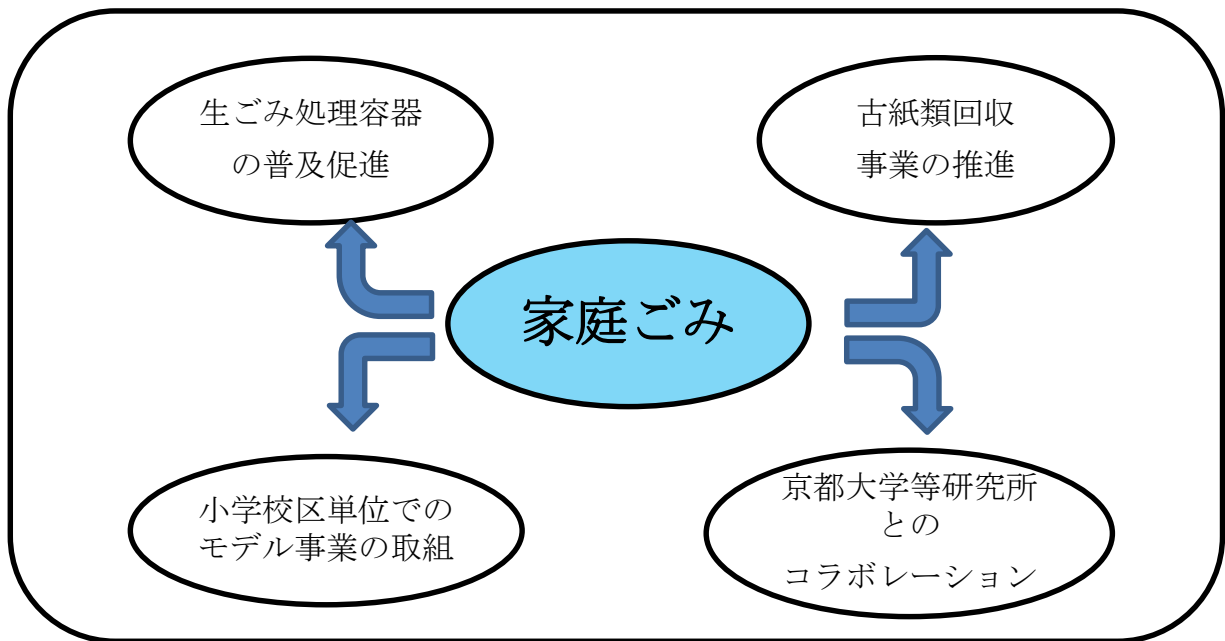 生ごみ処理容器
の普及促進
古紙類回収
事業の推進
家庭ごみ
小学校区単位での
モデル事業の取組
京都大学等研究所
との
コラボレーション